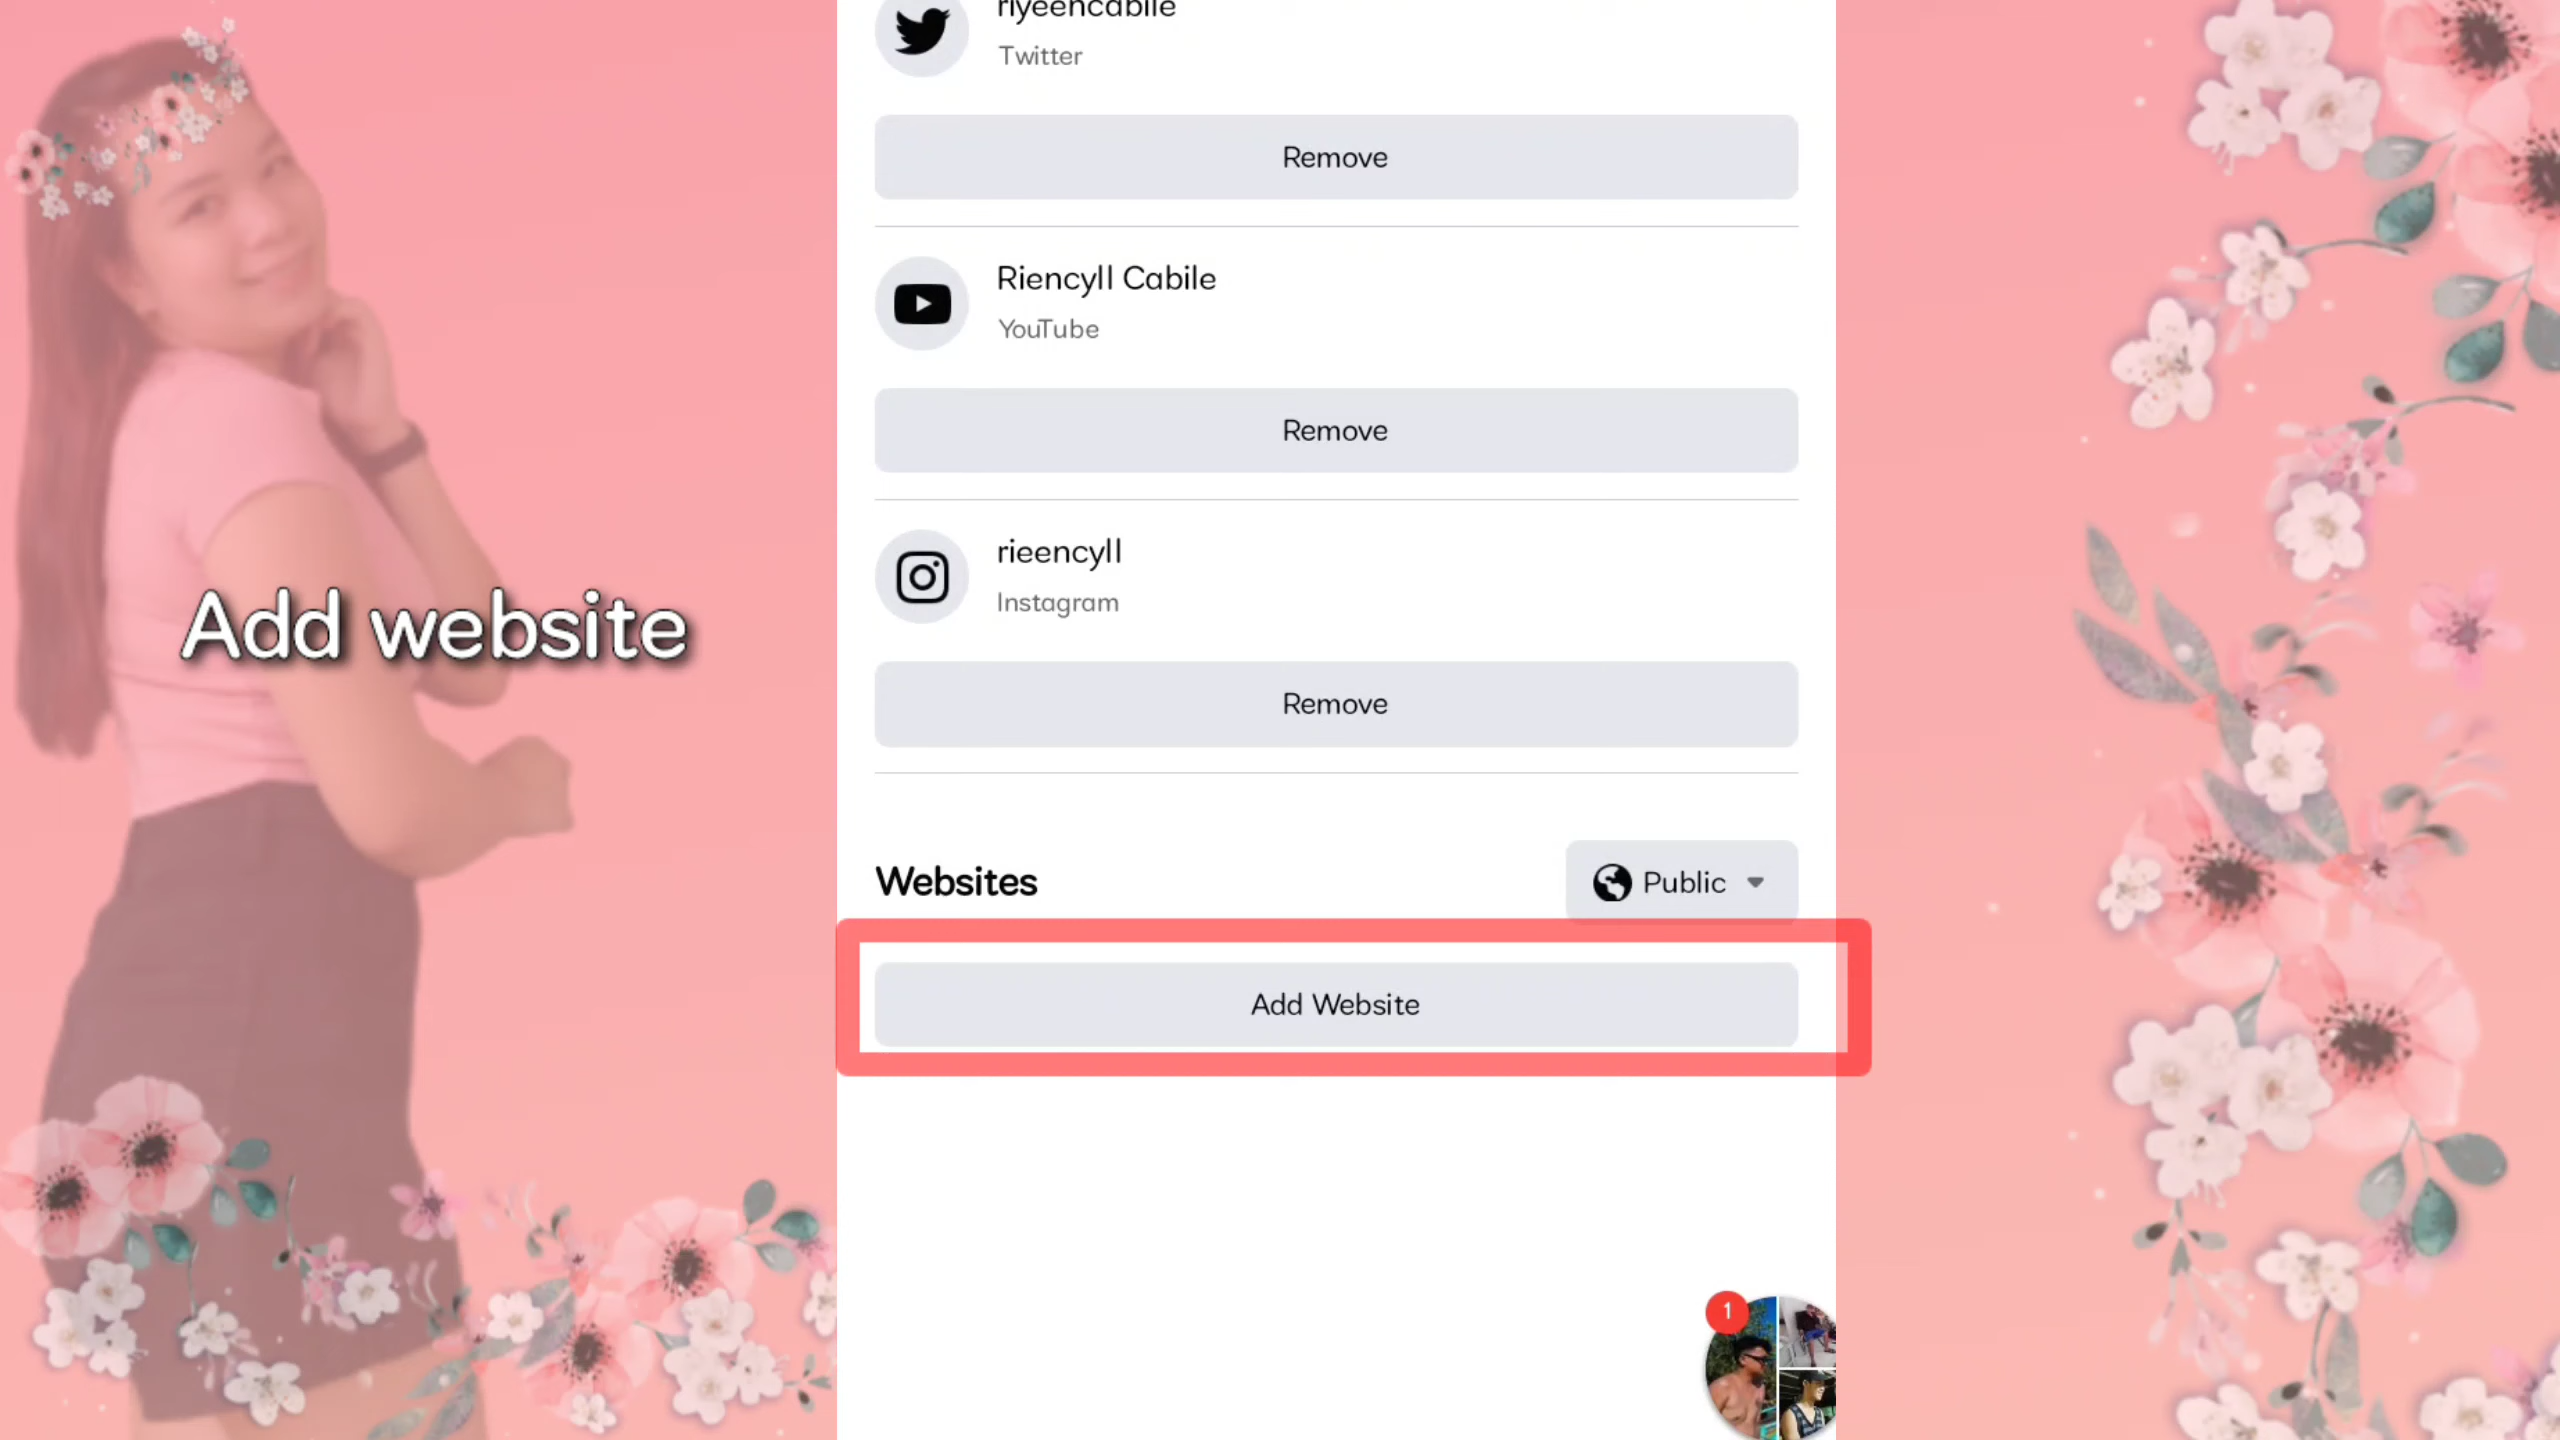 riyeencabile
Twitter
Remove
Riencyll Cabile
YouTube
Remove
rieencyll
Instagram
Remove
Add website
Websites
Public
Add Website
1